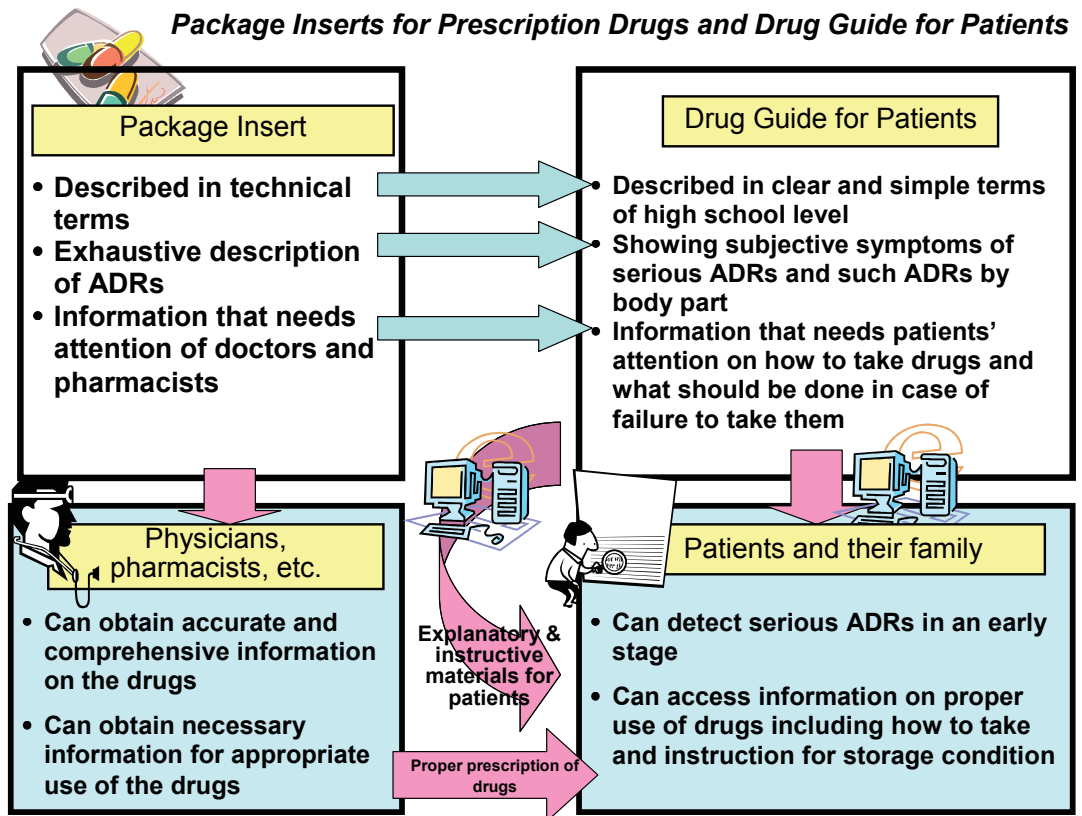 Package Inserts for Prescription Drugs and Drug Guide for Patients
Package Insert
• Described in technical
terms
• Exhaustive description
of ADRs
• Information that needs
attention of doctors and
pharmacists
Drug Guide for Patients
• Described in clear and simple terms
of high school level
• Showing subjective symptoms of
serious ADRs and such ADRs by
body part
• Information that needs patients’
attention on how to take drugs and
what should be done in case of
failure to take them
Physicians,
pharmacists, etc.
• Can obtain accurate and
comprehensive information
on the drugs
• Can obtain necessary
information for appropriate
use of the drugs
Explanatory &
instructive
materials for
patients
Proper prescription of
drugs
Patients and their family
• Can detect serious ADRs in an early
stage
• Can access information on proper
use of drugs including how to take
and instruction for storage condition